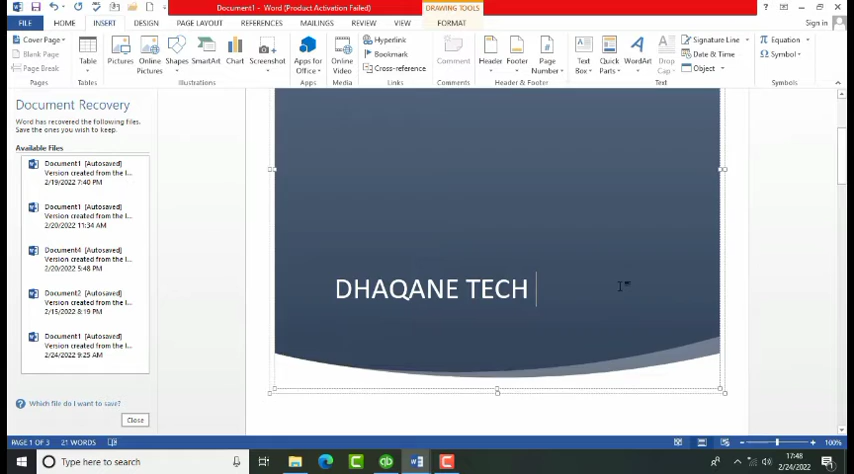 Document1 - Word (Product Activation Failed)
DRAWING TOOLS
FILE HOME INSERT DESIGN PAGE LAYOUT REFERENCES MAILINGS REVIEW VIEW FORMAT
Sign in
Cover Page
Blank Page
Page Break
Table
Pictures
Online Pictures
Shapes
SmartArt
Chart
Screenshot
Apps for Office
Online Video
Hyperlink
Bookmark
Cross-reference
Comment
Header
Footer
Page Number
Text Box
Quick Parts
WordArt
Drop Cap
Signature Line
Date & Time
Object
Equation
Symbol
Pages Tables Illustrations Apps Media Links Comments Header & Footer Text Symbols
Document Recovery
Word has recovered the following files.
Save the ones you wish to keep.
Available Files
Document1 [Autosaved]
Version created from the l...
2/19/2022 7:40 PM
Document1 [Autosaved]
Version created from the l...
2/20/2022 11:34 AM
Document4 [Autosaved]
Version created from the l...
2/20/2022 5:48 PM
Document2 [Autosaved]
Version created from the l...
2/15/2022 8:19 PM
Document1 [Autosaved]
Version created from the l...
2/24/2022 9:25 AM
Which file do I want to save?
Close
DHAQANE TECH
PAGE 1 OF 3 21 WORDS
100%
Type here to search
17:48
2/24/2022